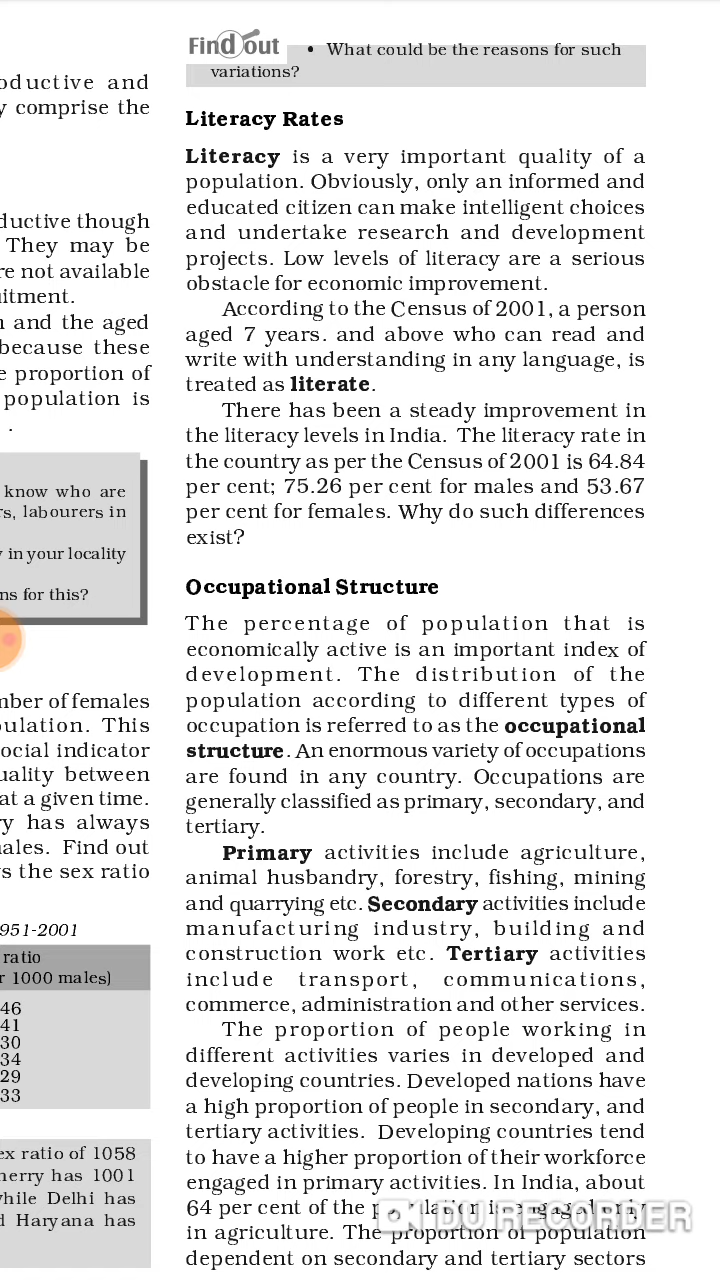 oductive and
y comprise the
ductive though
They may be
re not available
uitment.
n and the aged
because these
e proportion of
population is
.
know who are
rs, labourers in
y in your locality
ns for this?
mber of females
pulation. This
ocial indicator
uality between
at a given time.
ry has always
ales. Find out
s the sex ratio
951-2001
ratio
r 1000 males)
46
41
30
34
29
33
ex ratio of 1058
herry has 1001
while Delhi has
d Haryana has
Find out • What could be the reasons for such
variations?
Literacy Rates
Literacy is a very important quality of a
population. Obviously, only an informed and
educated citizen can make intelligent choices
and undertake research and development
projects. Low levels of literacy are a serious
obstacle for economic improvement.
According to the Census of 2001, a person
aged 7 years. and above who can read and
write with understanding in any language, is
treated as literate.
There has been a steady improvement in
the literacy levels in India. The literacy rate in
the country as per the Census of 2001 is 64.84
per cent; 75.26 per cent for males and 53.67
per cent for females. Why do such differences
exist?
Occupational Structure
The percentage of population that is
economically active is an important index of
development. The distribution of the
population according to different types of
occupation is referred to as the occupational
structure. An enormous variety of occupations
are found in any country. Occupations are
generally classified as primary, secondary, and
tertiary.
Primary activities include agriculture,
animal husbandry, forestry, fishing, mining
and quarrying etc. Secondary activities include
manufacturing industry, building and
construction work etc. Tertiary activities
include transport, communications,
commerce, administration and other services.
The proportion of people working in
different activities varies in developed and
developing countries. Developed nations have
a high proportion of people in secondary, and
tertiary activities. Developing countries tend
to have a higher proportion of their workforce
engaged in primary activities. In India, about
64 per cent of the population is engaged only
in agriculture. The proportion of population
dependent on secondary and tertiary sectors
DU RECORDER